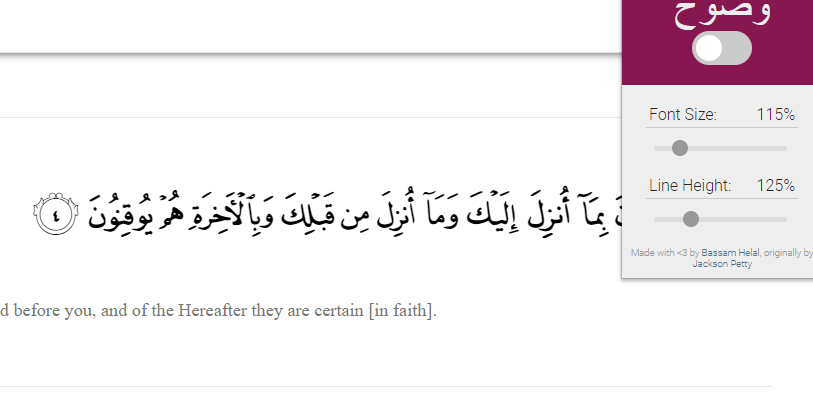 وضوح
Font Size: 115%
Line Height: 125%
Made with <3 by Bassam Helal, originally by
Jackson Petty
بِمَآ أُنزِلَ إِلَيْكَ وَمَآ أُنزِلَ مِن قَبْلِكَ وَبِٱلْأَخِرَةِ هُمْ يُوقِنُونَ ٤
before you, and of the Hereafter they are certain [in faith].